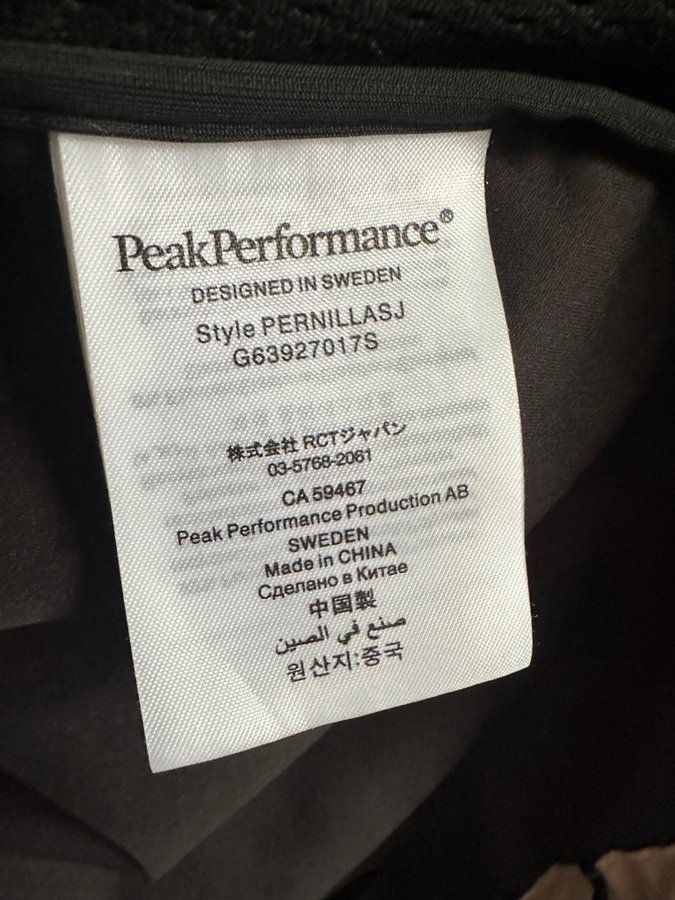 PeakPerformance®
DESIGNED IN SWEDEN
Style PERNILLASJ
G63927017S
株式会社 RCTジャパン
03-5768-2061
CA 59467
Peak Performance Production AB
SWEDEN
Made in CHINA
Сделано в Китае
中国製
صنع في الصين
원산지:중국